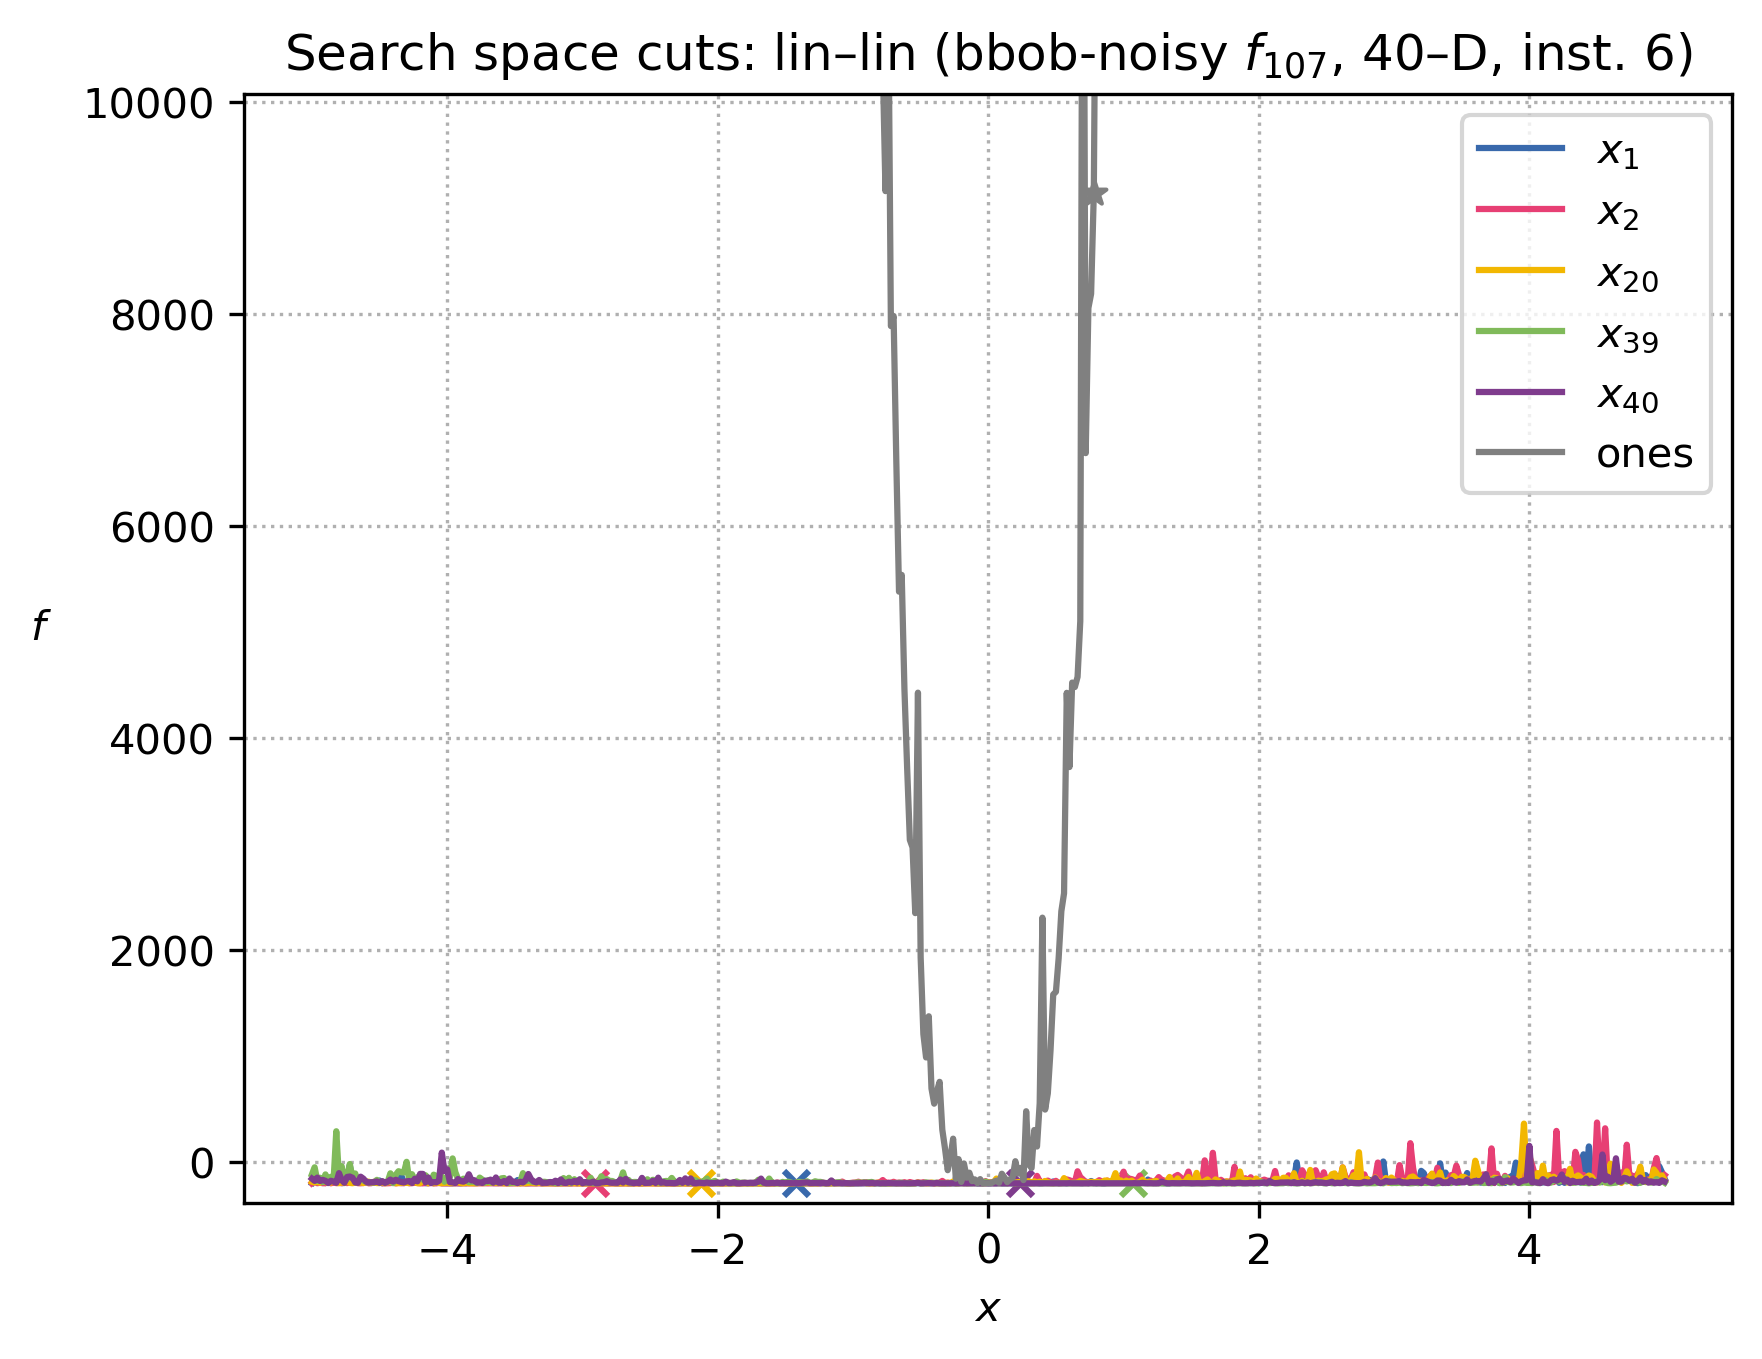 Search space cuts: lin–lin (bbob-noisy f₁₀₇, 40–D, inst. 6)
10000
8000
6000
4000
2000
0
f
−4
−2
0
2
4
x
x₁
x₂
x₂₀
x₃₉
x₄₀
ones